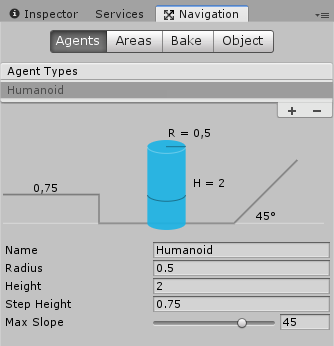 Inspector Services Navigation
Agents Areas Bake Object
Agent Types
Humanoid
+ -
R = 0,5
0,75
H = 2
45°
Name Humanoid
Radius 0.5
Height 2
Step Height 0.75
Max Slope 45